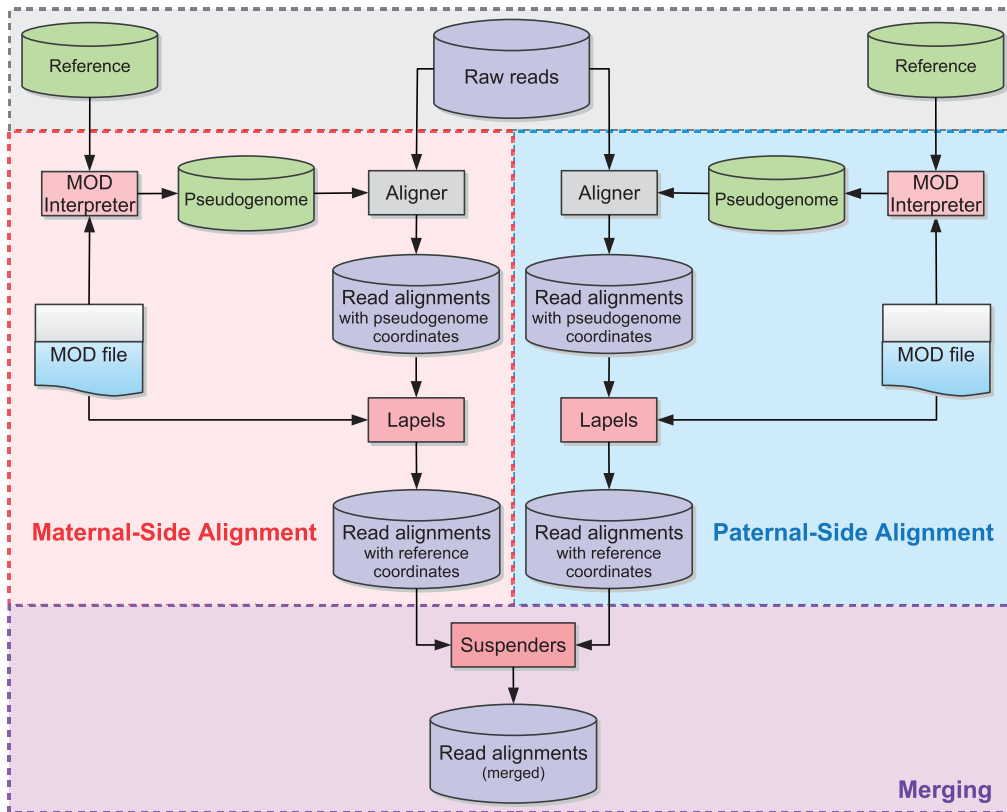 Reference
Raw reads
Reference
MOD
Interpreter
Pseudogenome
Aligner
Aligner
Pseudogenome
MOD
Interpreter
Read alignments
with pseudogenome
coordinates
Read alignments
with pseudogenome
coordinates
MOD file
MOD file
Lapels
Lapels
Maternal-Side Alignment
Read alignments
with reference
coordinates
Read alignments
with reference
coordinates
Paternal-Side Alignment
Suspenders
Read alignments
(merged)
Merging